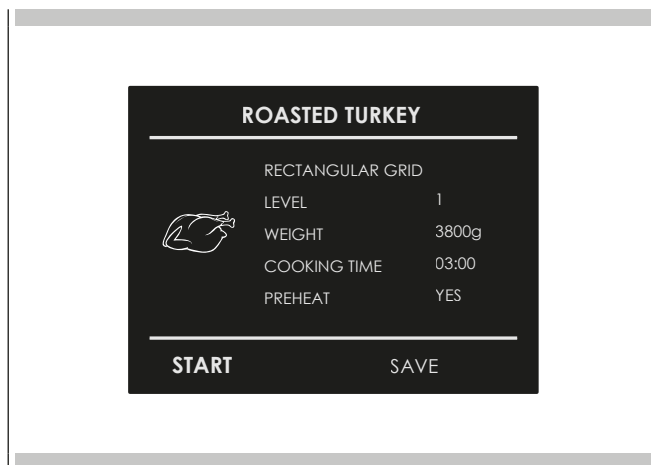 ROASTED TURKEY
RECTANGULAR GRID
LEVEL 1
WEIGHT 3800g
COOKING TIME 03:00
PREHEAT YES
START SAVE